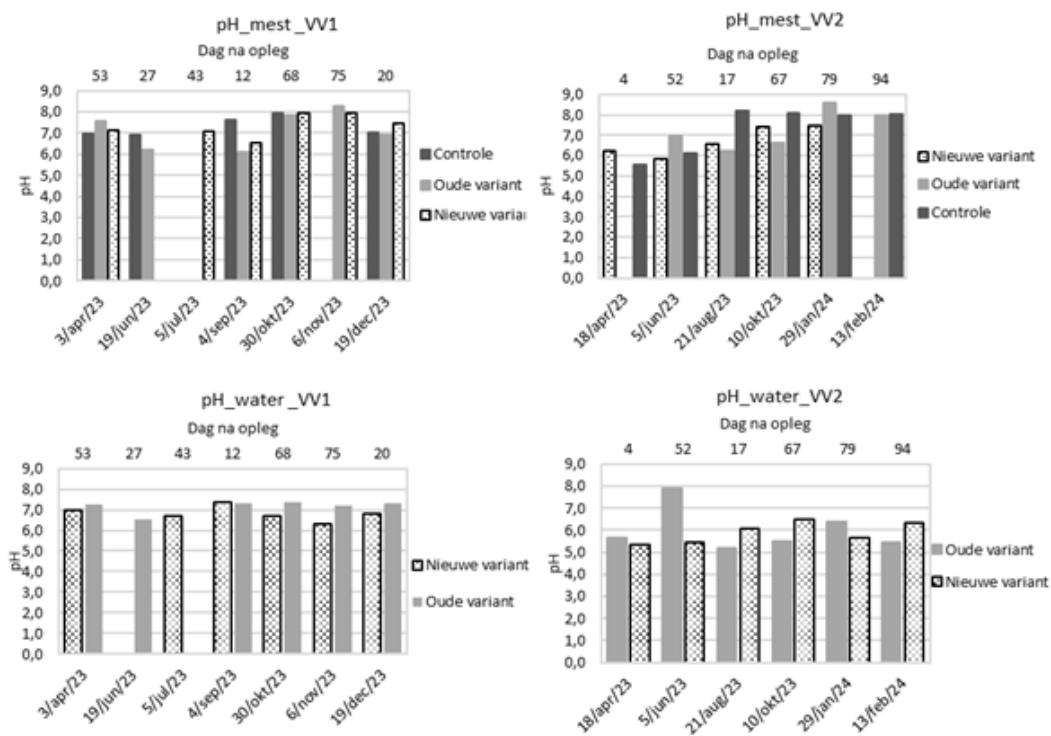 pH_mest_VV1
Dag na opleg
53 27 43 12 68 75 20
9,0
8,0
7,0
6,0
5,0
4,0
3,0
2,0
1,0
0,0
pH
3/apr/23
19/jun/23
5/jul/23
4/sep/23
30/okt/23
6/nov/23
19/dec/23
Controle
Oude variant
Nieuwe varia
pH_mest_VV2
Dag na opleg
4 52 17 67 79 94
9,0
8,0
7,0
6,0
5,0
4,0
3,0
2,0
1,0
0,0
pH
18/apr/23
5/jun/23
21/aug/23
10/okt/23
29/jan/24
13/feb/24
Nieuwe variant
Oude variant
Controle
pH_water_VV1
Dag na opleg
53 27 43 12 68 75 20
9,0
8,0
7,0
6,0
5,0
4,0
3,0
2,0
1,0
0,0
pH
3/apr/23
19/jun/23
5/jul/23
4/sep/23
30/okt/23
6/nov/23
19/dec/23
Nieuwe variant
Oude variant
pH_water_VV2
Dag na opleg
4 52 17 67 79 94
9,0
8,0
7,0
6,0
5,0
4,0
3,0
2,0
1,0
0,0
pH
18/apr/23
5/jun/23
21/aug/23
10/okt/23
29/jan/24
13/feb/24
Oude variant
Nieuwe variant